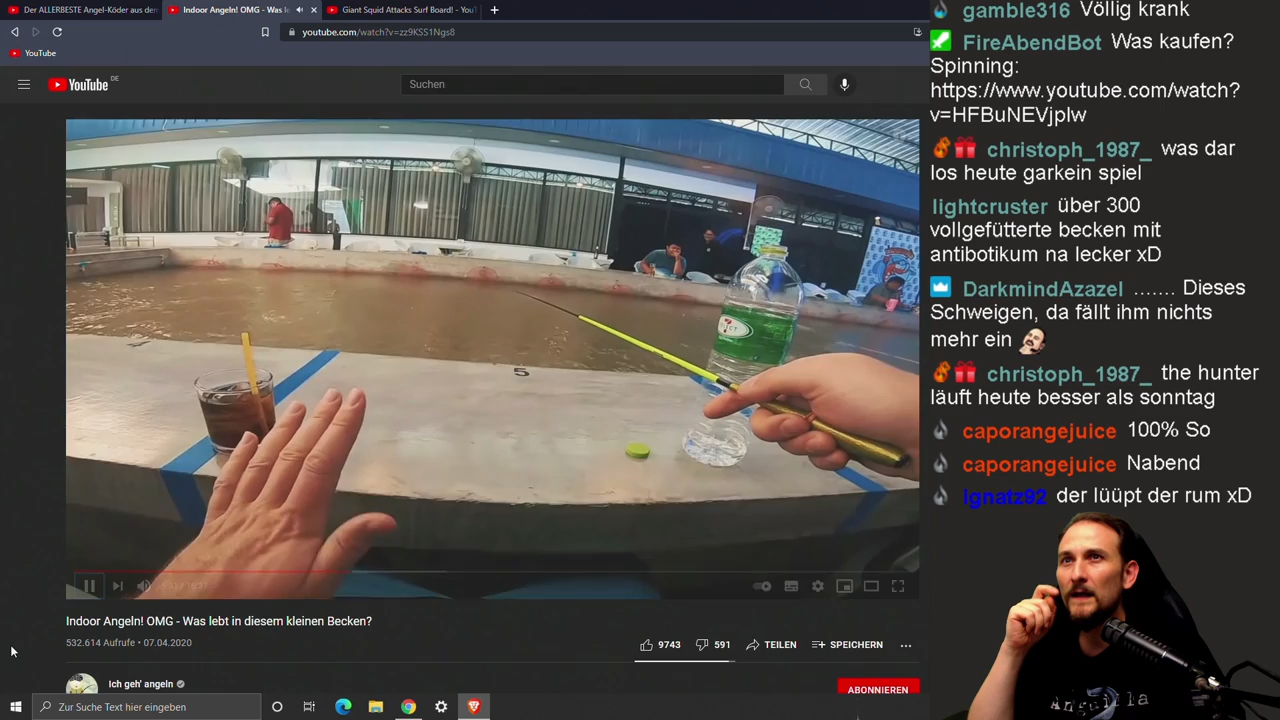 Der ALLERBESTE Angel-Köder aus den
Indoor Angeln! OMG - Was le
Giant Squid Attacks Surf Board! - YouT
youtube.com/watch?v=zz9KSS1Ngs8
YouTube
YouTube DE
Suchen
5
Indoor Angeln! OMG - Was lebt in diesem kleinen Becken?
532.614 Aufrufe • 07.04.2020
9743
591
TEILEN
SPEICHERN
Ich geh' angeln
ABONNIEREN
Zur Suche Text hier eingeben
gamble316 Völlig krank
FireAbendBot Was kaufen?
Spinning:
https://www.youtube.com/watch?
christoph_1987_ was dar
los heute garkein spiel
lightcruster über 300
vollgefütterte becken mit
antibotikum na lecker xD
DarkmindAzazel ....... Dieses
Schweigen, da fällt ihm nichts
mehr ein
christoph_1987_ the hunter
läuft heute besser als sonntag
caporangejuice 100% So
caporangejuice Nabend
ignatz92 der lüüpt der rum xD